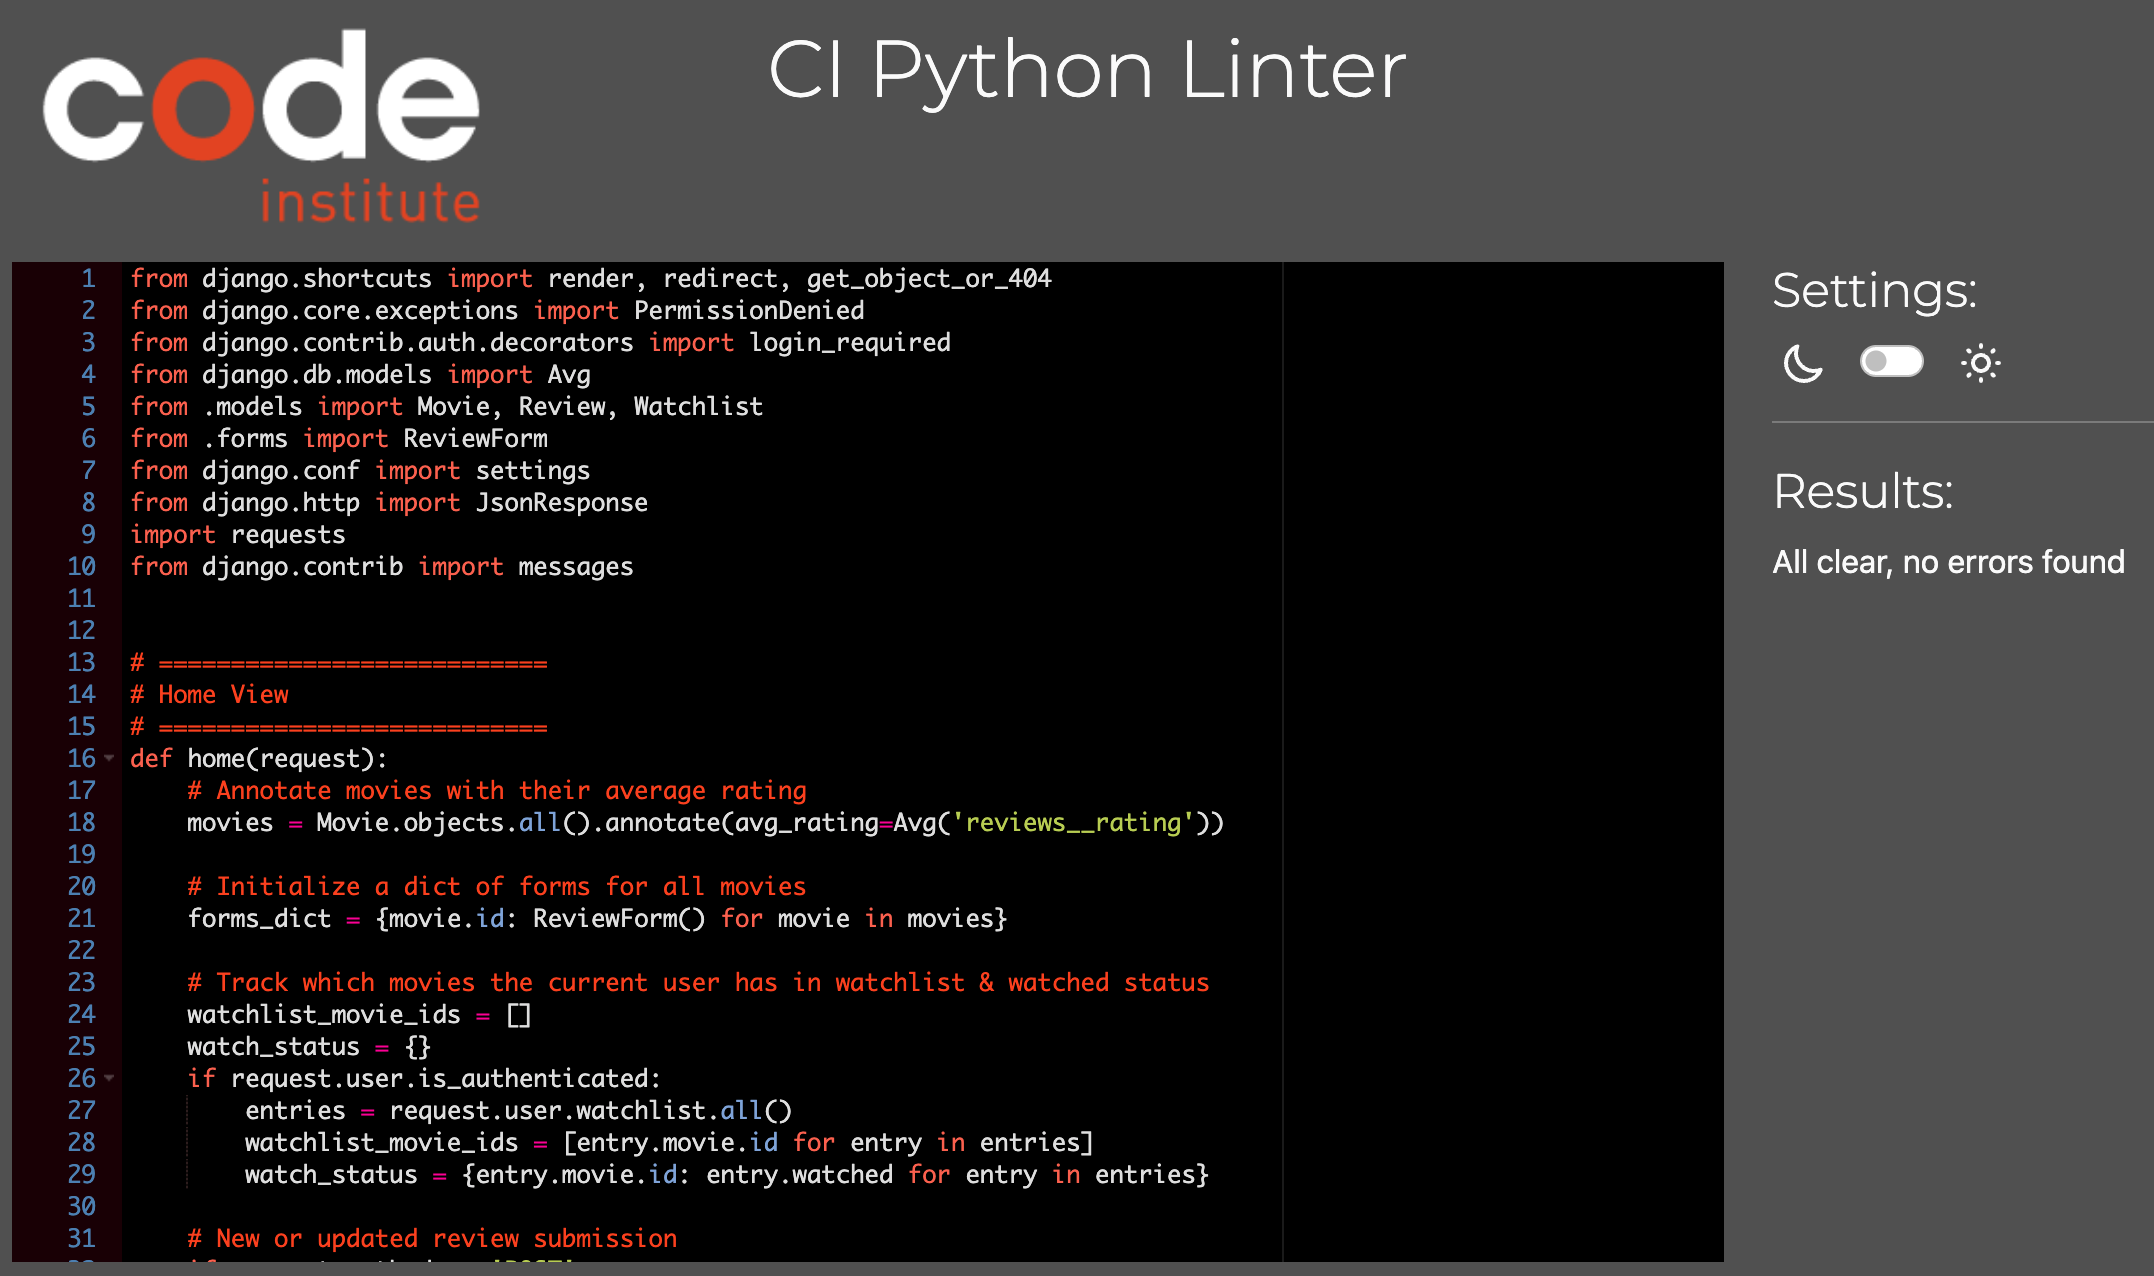 code
institute
CI Python Linter
1 from django.shortcuts import render, redirect, get_object_or_404
2 from django.core.exceptions import PermissionDenied
3 from django.contrib.auth.decorators import login_required
4 from django.db.models import Avg
5 from .models import Movie, Review, Watchlist
6 from .forms import ReviewForm
7 from django.conf import settings
8 from django.http import JsonResponse
9 import requests
10 from django.contrib import messages
11
12
13 # ===========================
14 # Home View
15 # ===========================
16 def home(request):
17     # Annotate movies with their average rating
18     movies = Movie.objects.all().annotate(avg_rating=Avg('reviews__rating'))
19
20     # Initialize a dict of forms for all movies
21     forms_dict = {movie.id: ReviewForm() for movie in movies}
22
23     # Track which movies the current user has in watchlist & watched status
24     watchlist_movie_ids = []
25     watch_status = {}
26     if request.user.is_authenticated:
27         entries = request.user.watchlist.all()
28         watchlist_movie_ids = [entry.movie.id for entry in entries]
29         watch_status = {entry.movie.id: entry.watched for entry in entries}
30
31     # New or updated review submission
Settings:
Results:
All clear, no errors found